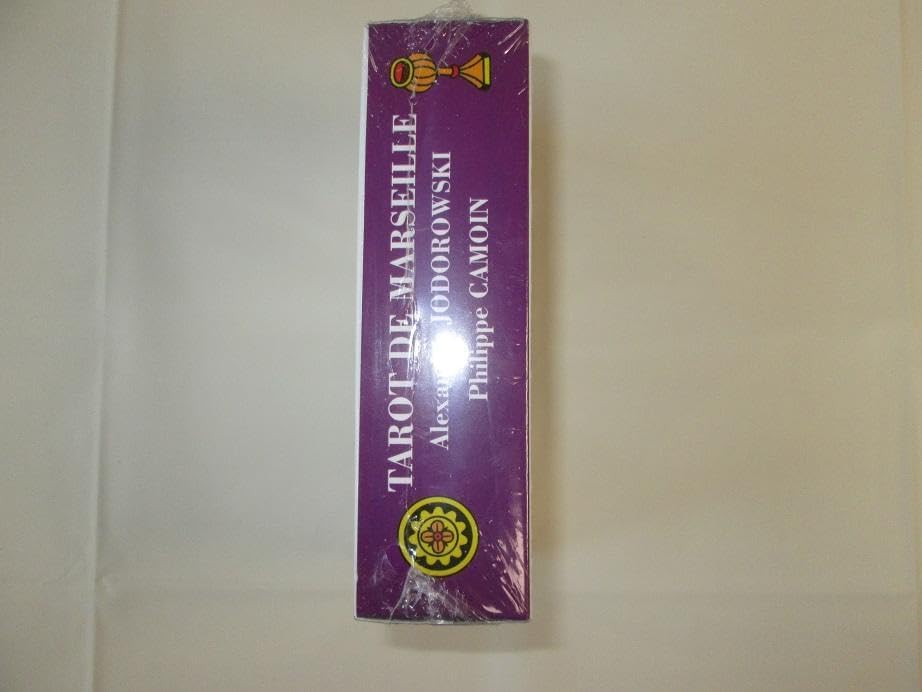 TAROT DE MARSEILLE
JODOROWSKI
Philippe CAMOIN